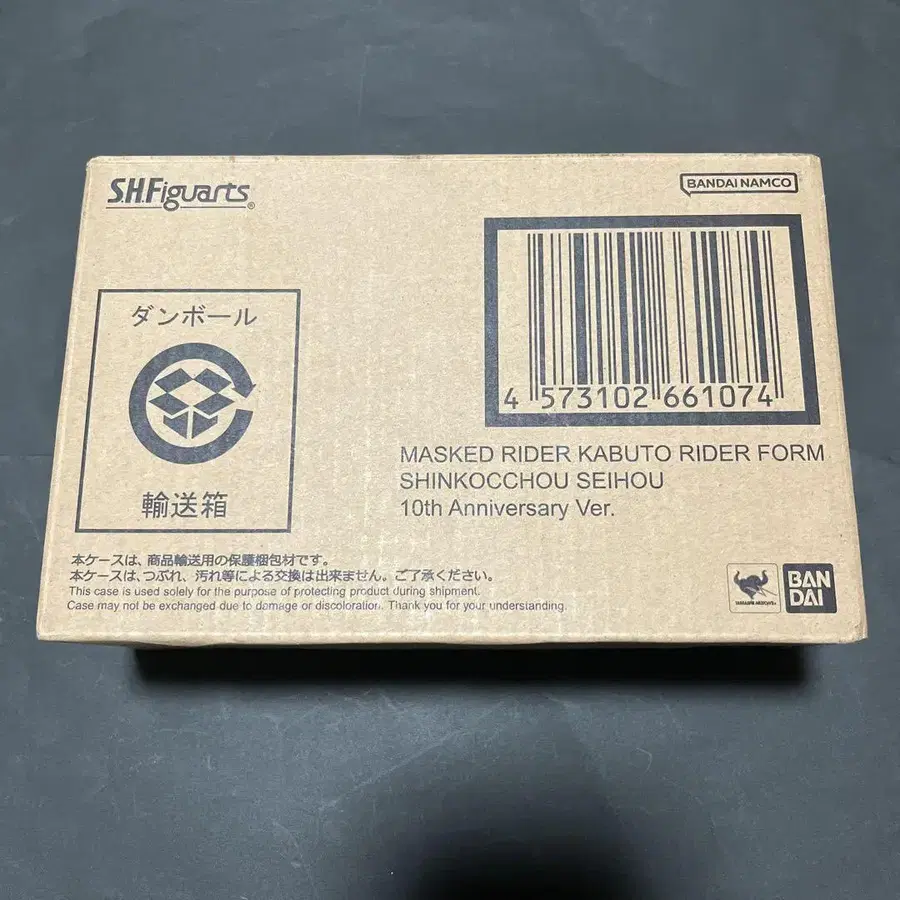 S.H.Figuarts®
BANDAI NAMCO
ダンボール
輸送箱
4 573102 661074
MASKED RIDER KABUTO RIDER FORM
SHINKOCCHOU SEIHOU
10th Anniversary Ver.
本ケースは、商品輸送用の保護梱包材です。
本ケースは、つぶれ、汚れ等による交換は出来ません。ご了承ください。
This case is used solely for the purpose of protecting product during shipment.
Case may not be exchanged due to damage or discoloration. Thank you for your understanding.
BAN
DAI